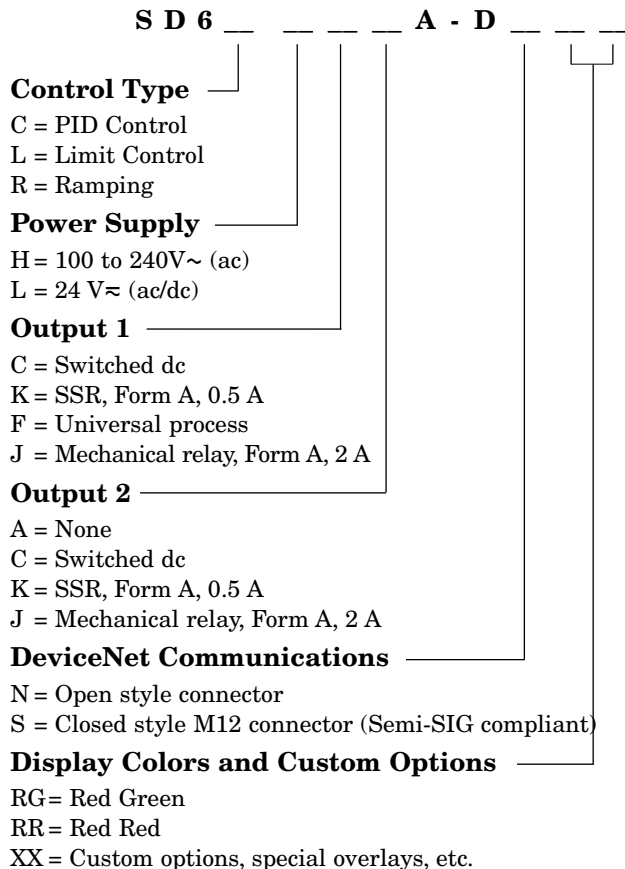 S D 6 __ __ __ __ A - D __ __ __
Control Type
C = PID Control
L = Limit Control
R = Ramping
Power Supply
H = 100 to 240V~ (ac)
L = 24 V⎓ (ac/dc)
Output 1
C = Switched dc
K = SSR, Form A, 0.5 A
F = Universal process
J = Mechanical relay, Form A, 2 A
Output 2
A = None
C = Switched dc
K = SSR, Form A, 0.5 A
J = Mechanical relay, Form A, 2 A
DeviceNet Communications
N = Open style connector
S = Closed style M12 connector (Semi-SIG compliant)
Display Colors and Custom Options
RG = Red Green
RR = Red Red
XX = Custom options, special overlays, etc.